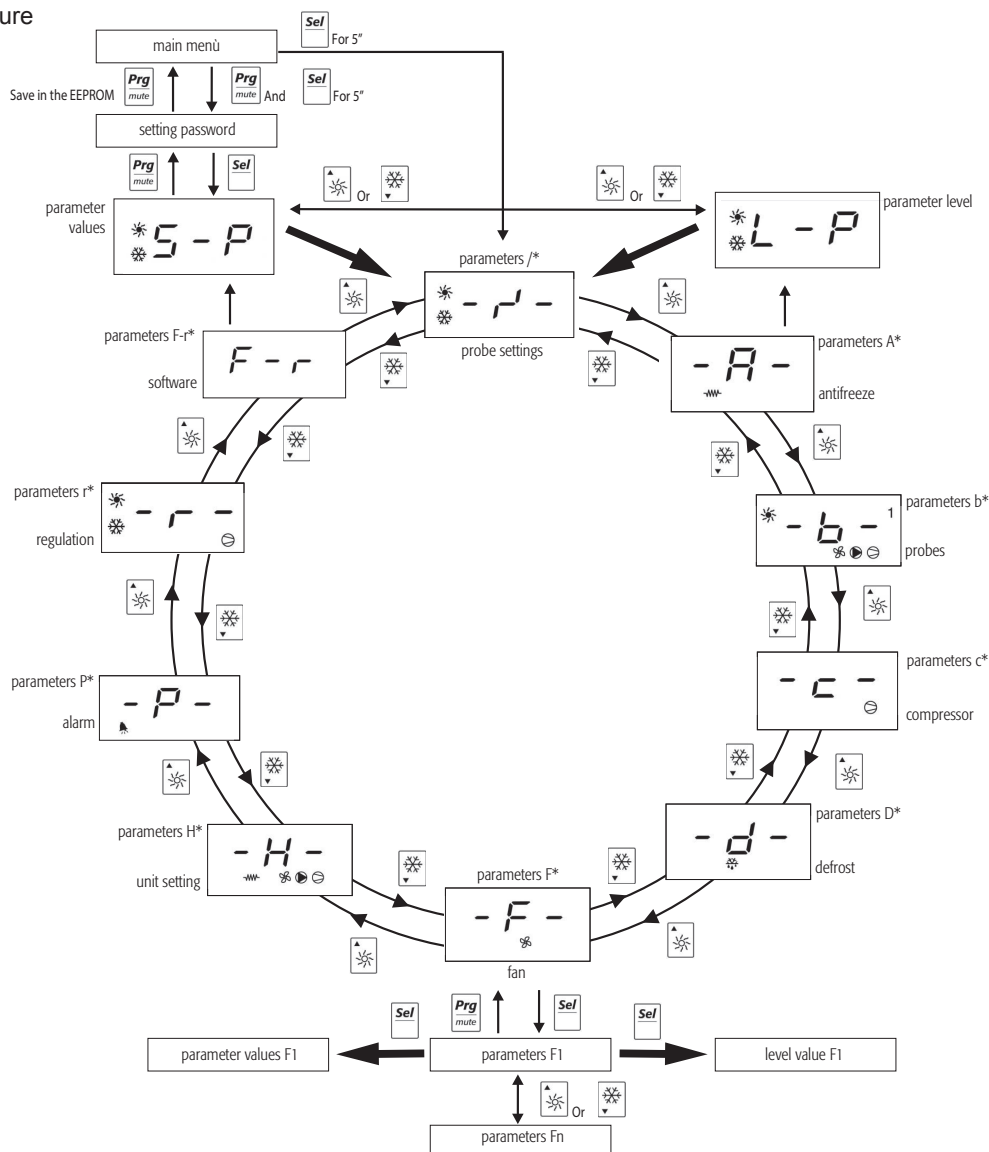 ure
Sel
For 5”
main menù
Save in the EEPROM
Prg
mute
Prg
mute
And
Sel
For 5”
setting password
Prg
mute
Sel
parameter
values
S - P
Or
Or
parameter level
L - P
parameters /*
- / -
probe settings
parameters F-r*
F - r
software
parameters A*
- A -
antifreeze
parameters r*
- r -
regulation
parameters b*
- b - 1
probes
parameters P*
- P -
alarm
parameters c*
- c -
compressor
parameters H*
- H -
unit setting
parameters D*
- d -
defrost
parameters F*
- F -
fan
Sel
Prg
mute
Sel
Sel
parameter values F1
parameters F1
level value F1
Or
parameters Fn